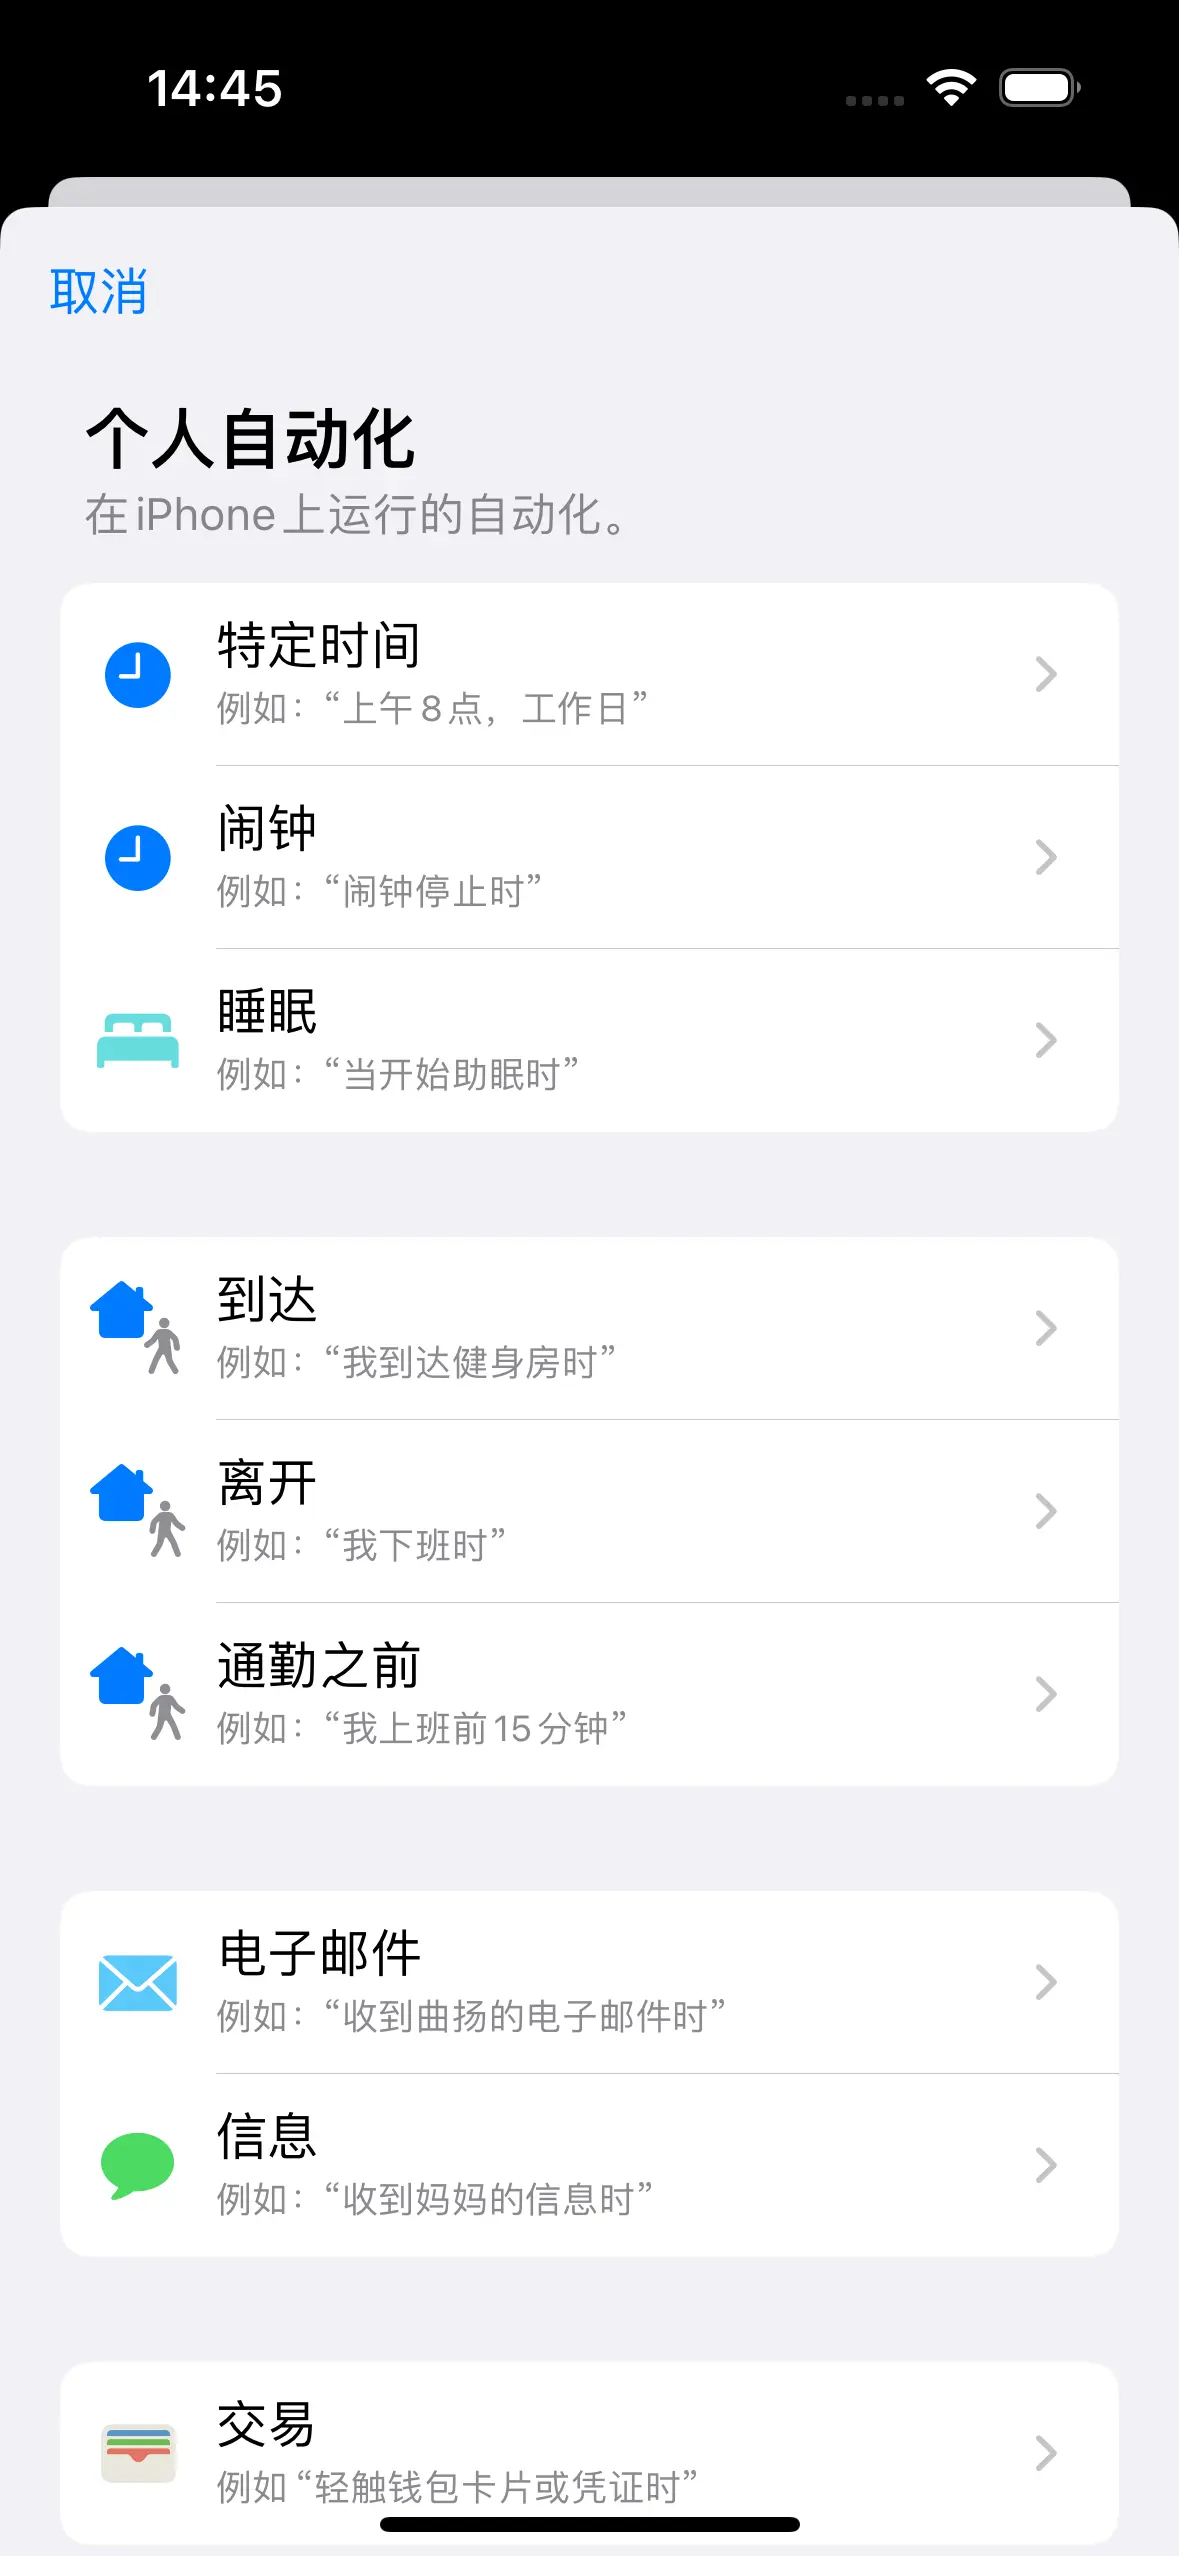 14:45
取消
个人自动化
在iPhone上运行的自动化。
特定时间
例如：“上午8点，工作日”
闹钟
例如：“闹钟停止时”
睡眠
例如：“当开始助眠时”
到达
例如：“我到达健身房时”
离开
例如：“我下班时”
通勤之前
例如：“我上班前15分钟”
电子邮件
例如：“收到曲扬的电子邮件时”
信息
例如：“收到妈妈的信息时”
交易
例如“轻触钱包卡片或凭证时”